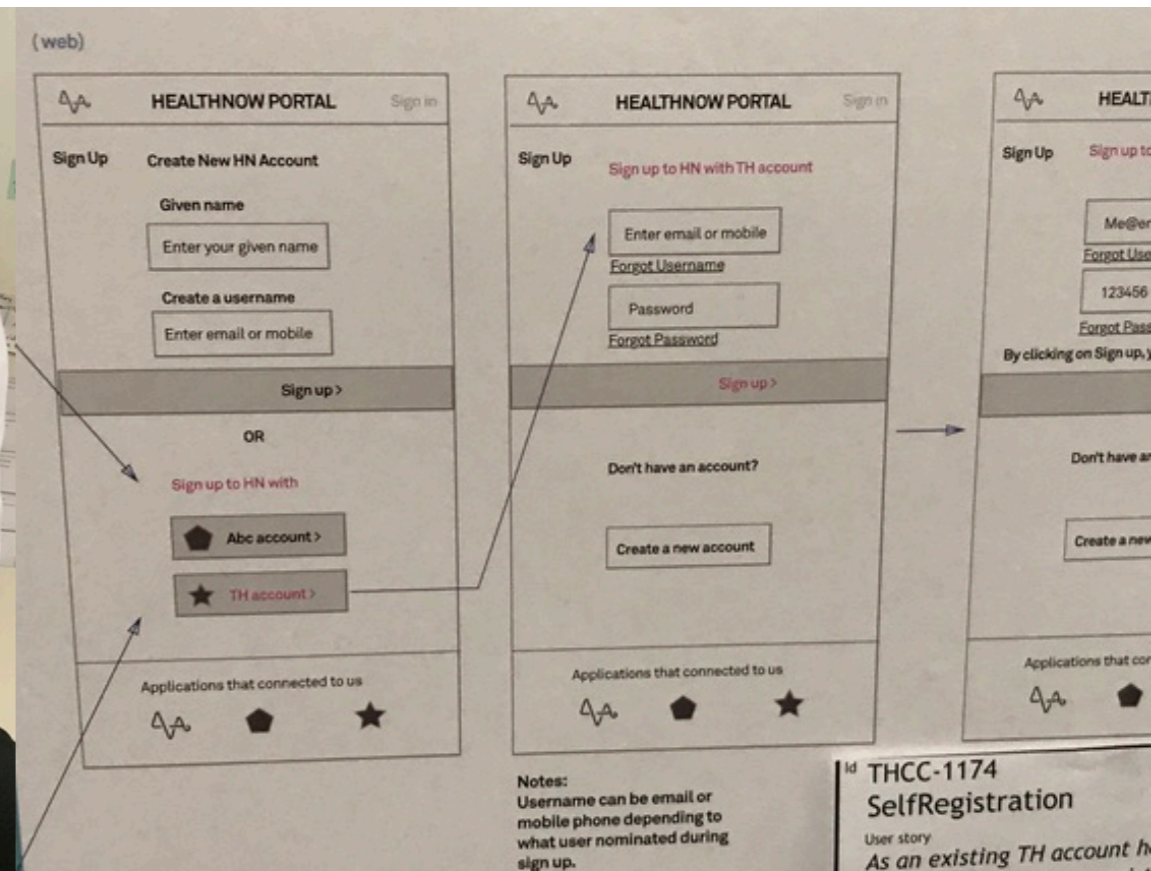 (web)
HEALTHNOW PORTAL Sign in
Sign Up Create New HN Account
Given name
Enter your given name
Create a username
Enter email or mobile
Sign up >
OR
Sign up to HN with
Abc account >
TH account >
Applications that connected to us
HEALTHNOW PORTAL Sign in
Sign Up Sign up to HN with TH account
Enter email or mobile
Forgot Username
Password
Forgot Password
Sign up >
Don't have an account?
Create a new account
Applications that connected to us
Notes:
Username can be email or
mobile phone depending to
what user nominated during
sign up.
Sign Up Sign up to
Forgot
123456
Forgot
By clicking on Sign up,
Don't have
Create a
Applications that
Id THCC-1174
SelfRegistration
User story
As an existing TH account